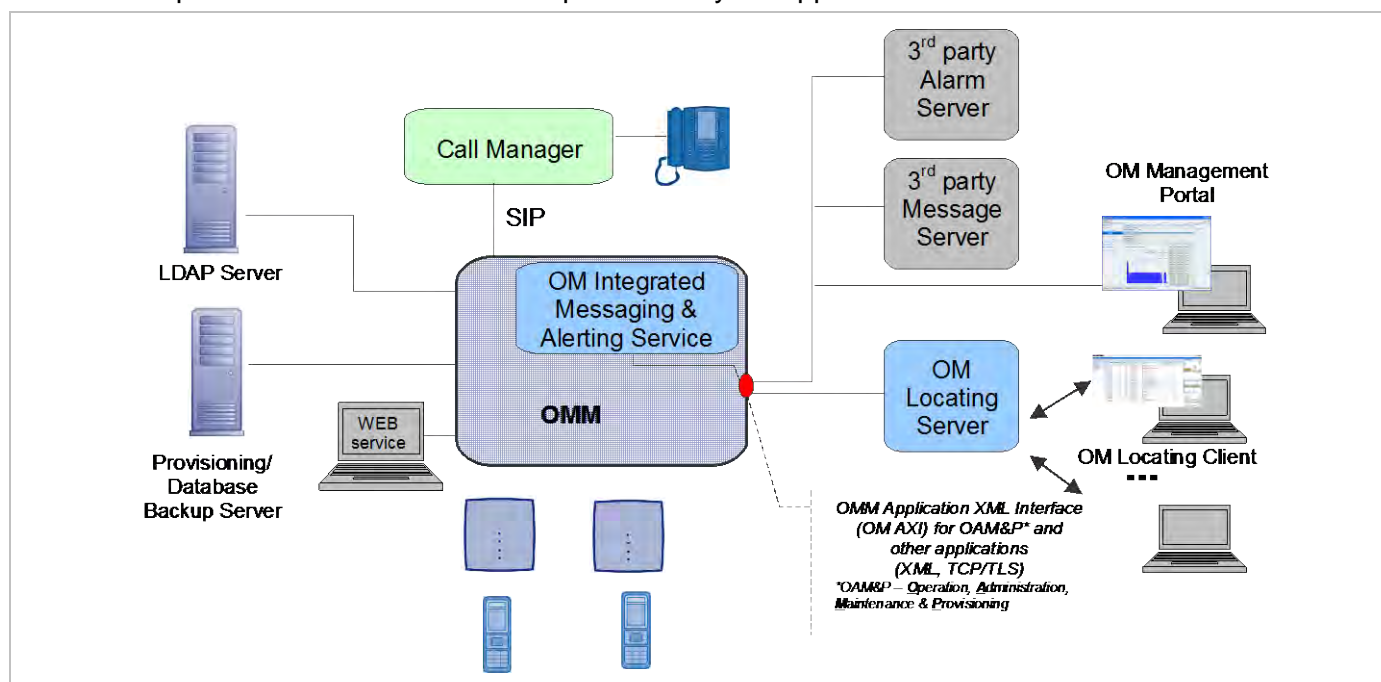 3rd party
Alarm
Server
Call Manager
3rd party
Message
Server
OM Management
Portal
SIP
LDAP Server
OM Integrated
Messaging &
Alerting Service
OM
Locating
Server
OMM
WEB
service
Provisioning/
Database
Backup Server
OM Locating Client
OMM Application XML Interface
(OM AXI) for OAM&P* and
other applications
(XML, TCP/TLS)
*OAM&P – Operation, Administration,
Maintenance & Provisioning